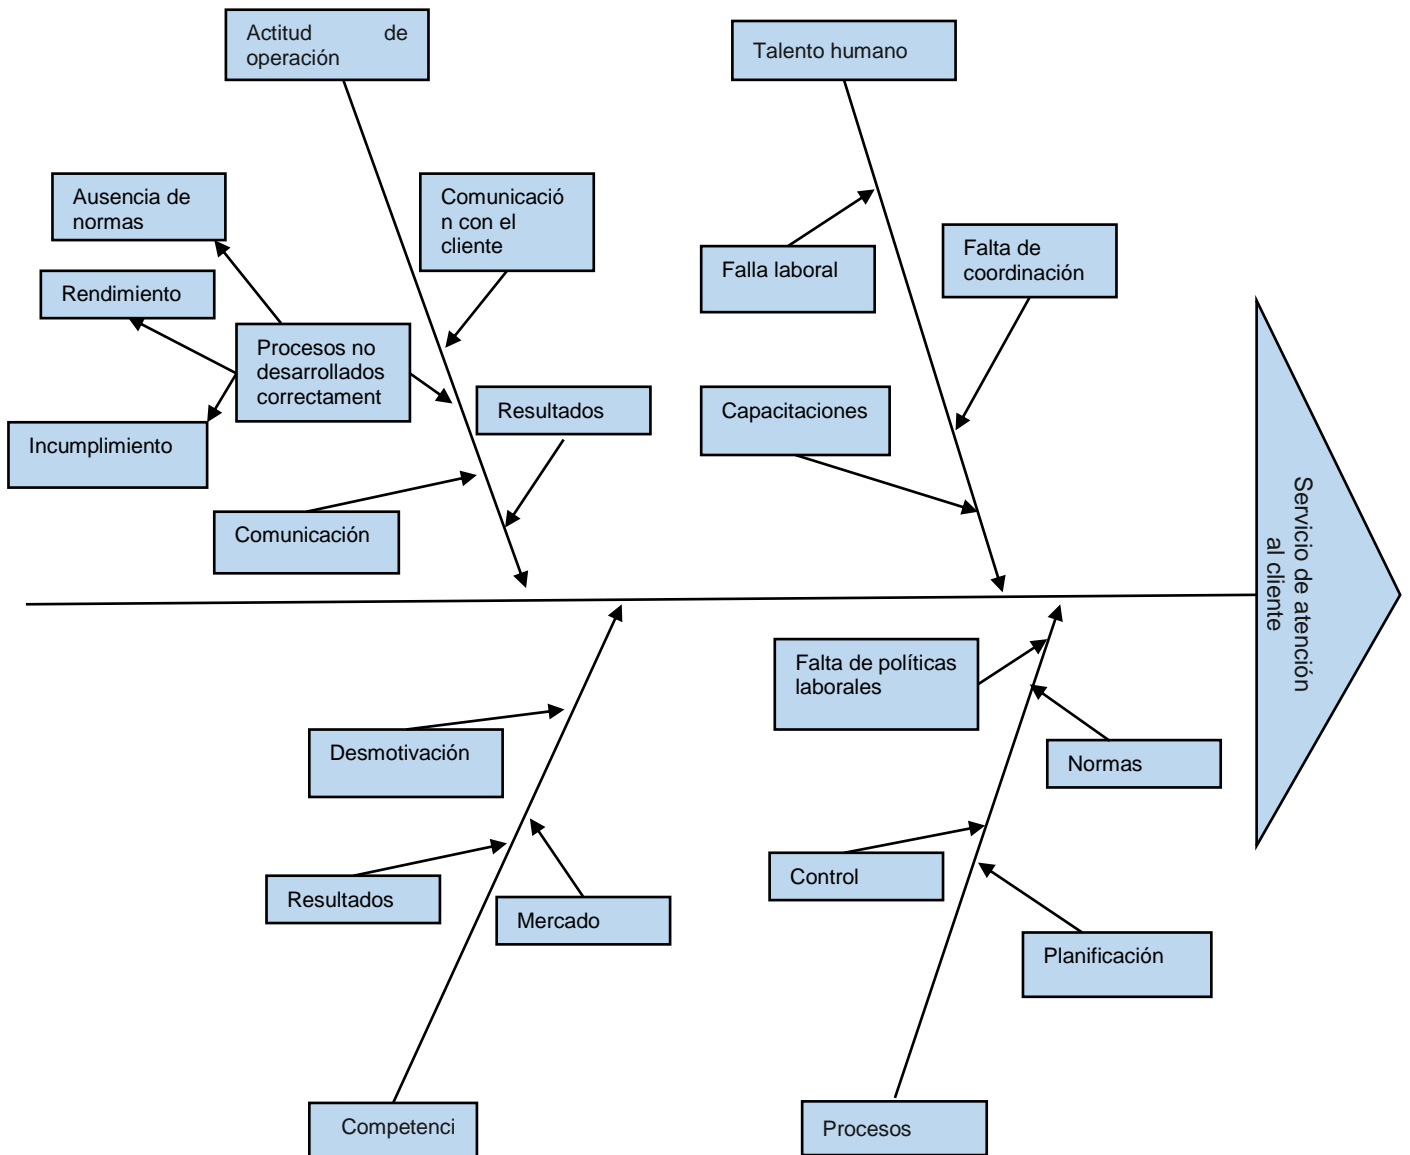 Actitud de
operación
Talento humano
Ausencia de
normas
Comunicació
n con el
cliente
Falla laboral
Falta de
coordinación
Rendimiento
Procesos no
desarrollados
correctament
Resultados
Capacitaciones
Incumplimiento
Comunicación
Servicio de atención
al cliente
Falta de políticas
laborales
Desmotivación
Normas
Control
Resultados
Mercado
Planificación
Competenci
Procesos